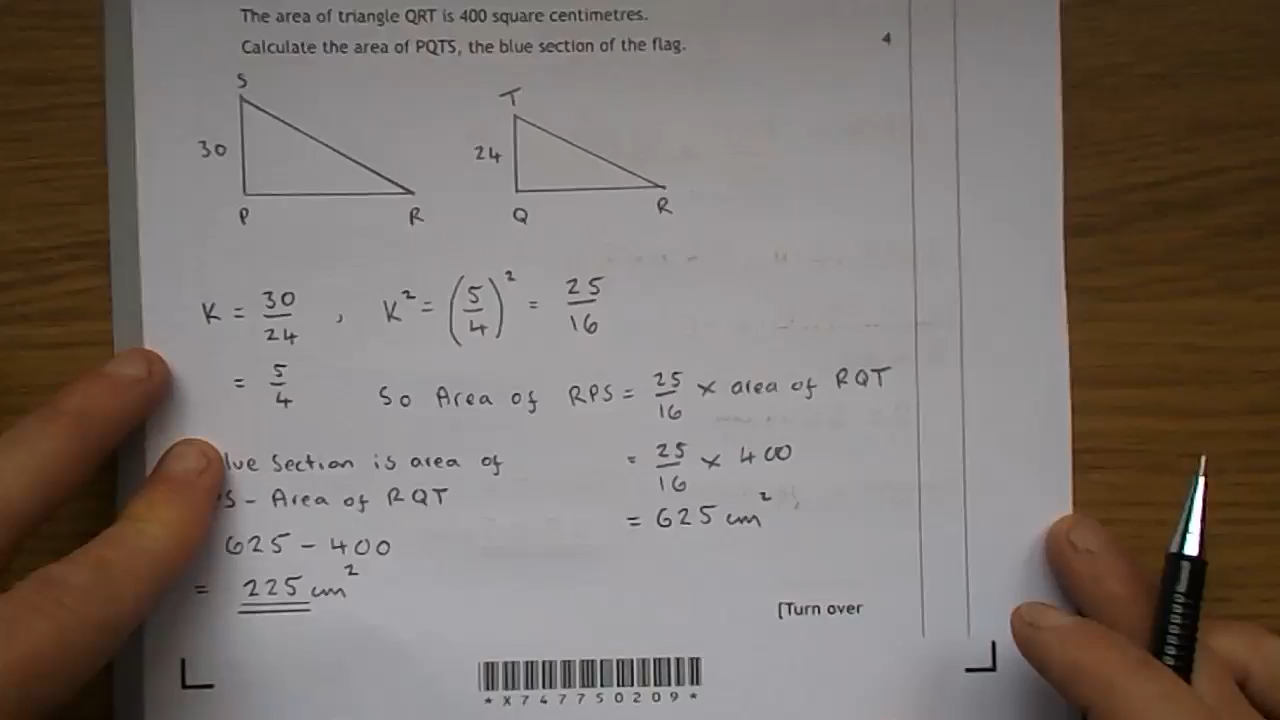 The area of triangle QRT is 400 square centimetres.
Calculate the area of PQTS, the blue section of the flag.
4
S
30
P
R
T
24
Q
R
K = 30/24 , K² = (5/4)² = 25/16
= 5/4
So Area of RPS = 25/16 × area of RQT
= 25/16 × 400
= 625 cm²
lue section is area of
S - Area of RQT
625 - 400
= 225 cm²
[Turn over
*X747750209*